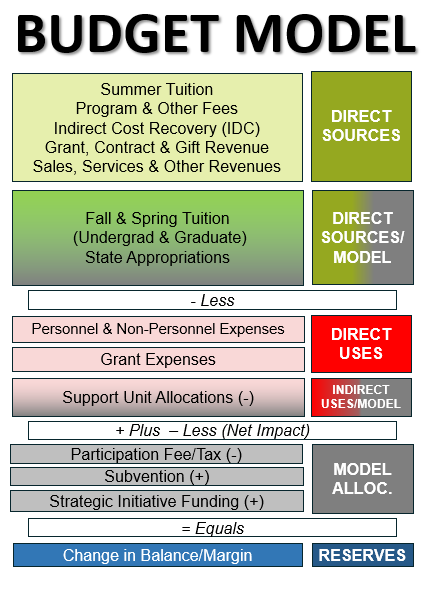 BUDGET MODEL
Summer Tuition
Program & Other Fees
Indirect Cost Recovery (IDC)
Grant, Contract & Gift Revenue
Sales, Services & Other Revenues
DIRECT
SOURCES
Fall & Spring Tuition
(Undergrad & Graduate)
State Appropriations
DIRECT
SOURCES/
MODEL
- Less
Personnel & Non-Personnel Expenses
Grant Expenses
DIRECT
USES
Support Unit Allocations (-)
INDIRECT
USES/MODEL
+ Plus – Less (Net Impact)
Participation Fee/Tax (-)
Subvention (+)
Strategic Initiative Funding (+)
MODEL
ALLOC.
= Equals
Change in Balance/Margin
RESERVES